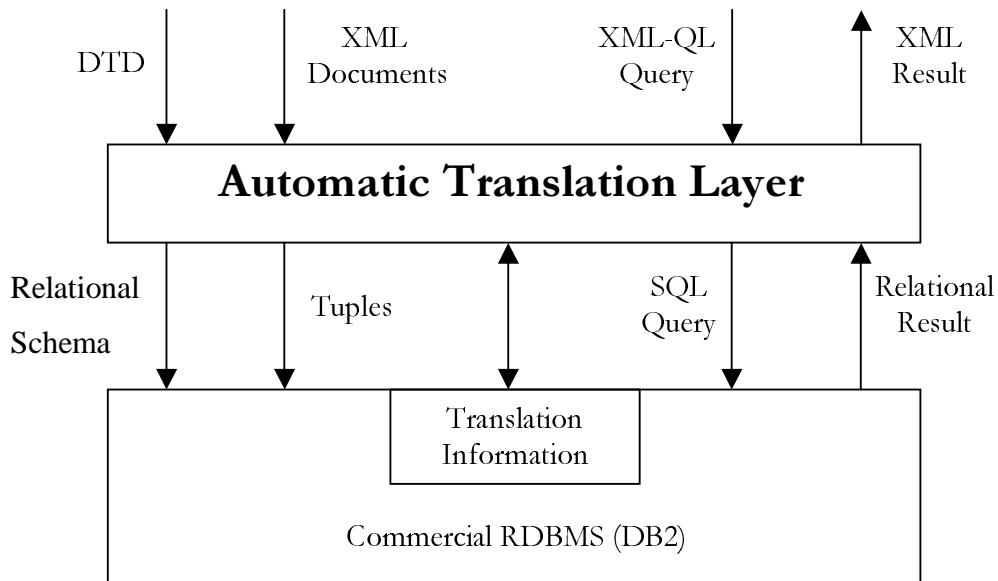 DTD
XML
Documents
XML-QL
Query
XML
Result
Automatic Translation Layer
Relational
Schema
Tuples
SQL
Query
Relational
Result
Translation
Information
Commercial RDBMS (DB2)